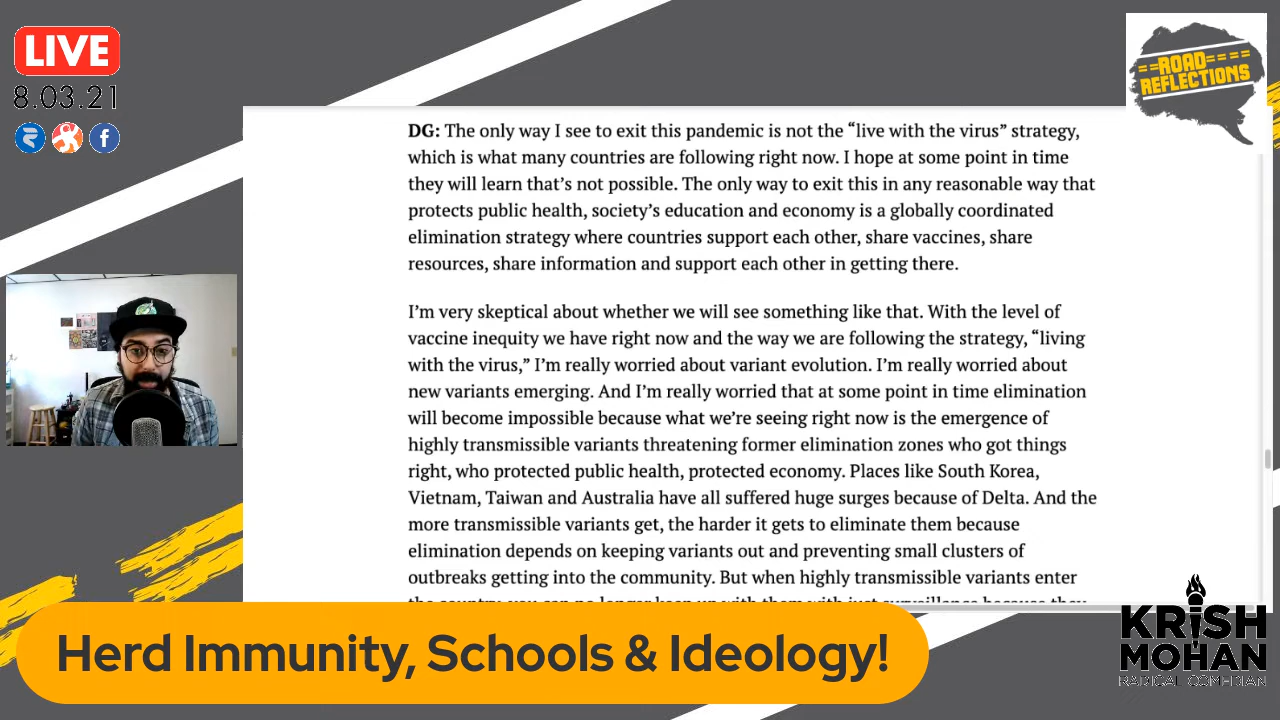 LIVE
8.03.21
==ROAD====
REFLECTIONS
DG: The only way I see to exit this pandemic is not the “live with the virus” strategy,
which is what many countries are following right now. I hope at some point in time
they will learn that’s not possible. The only way to exit this in any reasonable way that
protects public health, society’s education and economy is a globally coordinated
elimination strategy where countries support each other, share vaccines, share
resources, share information and support each other in getting there.
I’m very skeptical about whether we will see something like that. With the level of
vaccine inequity we have right now and the way we are following the strategy, “living
with the virus,” I’m really worried about variant evolution. I’m really worried about
new variants emerging. And I’m really worried that at some point in time elimination
will become impossible because what we’re seeing right now is the emergence of
highly transmissible variants threatening former elimination zones who got things
right, who protected public health, protected economy. Places like South Korea,
Vietnam, Taiwan and Australia have all suffered huge surges because of Delta. And the
more transmissible variants get, the harder it gets to eliminate them because
elimination depends on keeping variants out and preventing small clusters of
outbreaks getting into the community. But when highly transmissible variants enter
Herd Immunity, Schools & Ideology!
KRISH
MOHAN
RADICAL COMEDIAN